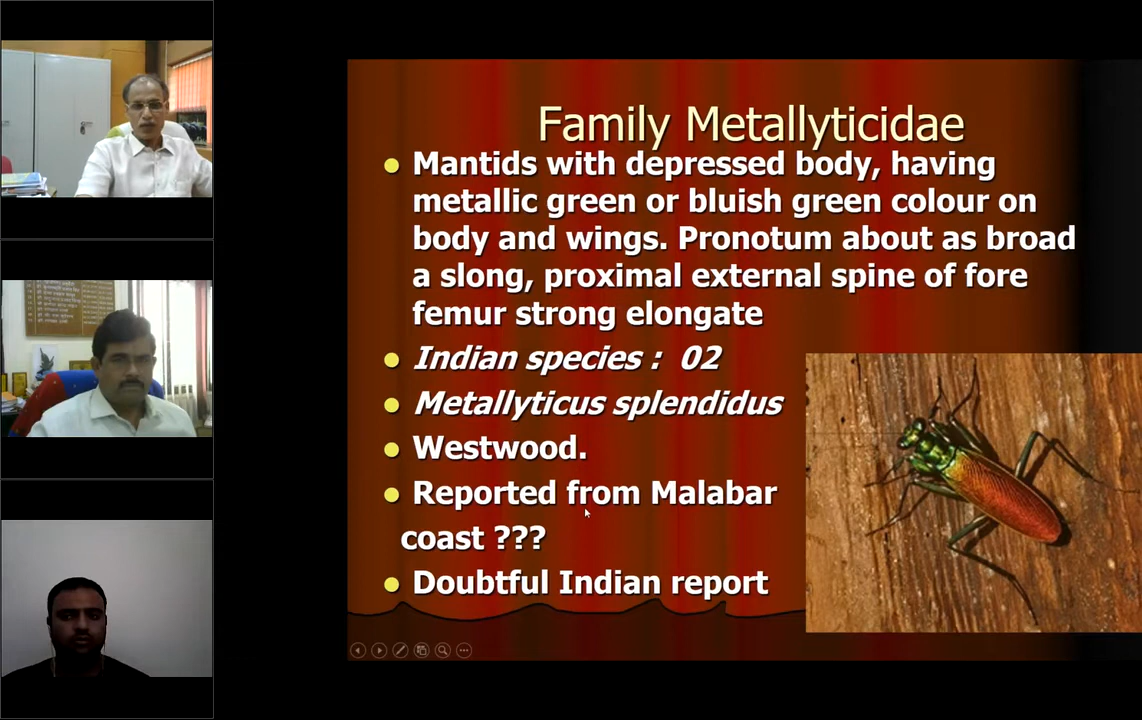 Family Metallyticidae
Mantids with depressed body, having
metallic green or bluish green colour on
body and wings. Pronotum about as broad
a slong, proximal external spine of fore
femur strong elongate
Indian species : 02
Metallyticus splendidus
Westwood.
Reported from Malabar
coast ???
Doubtful Indian report